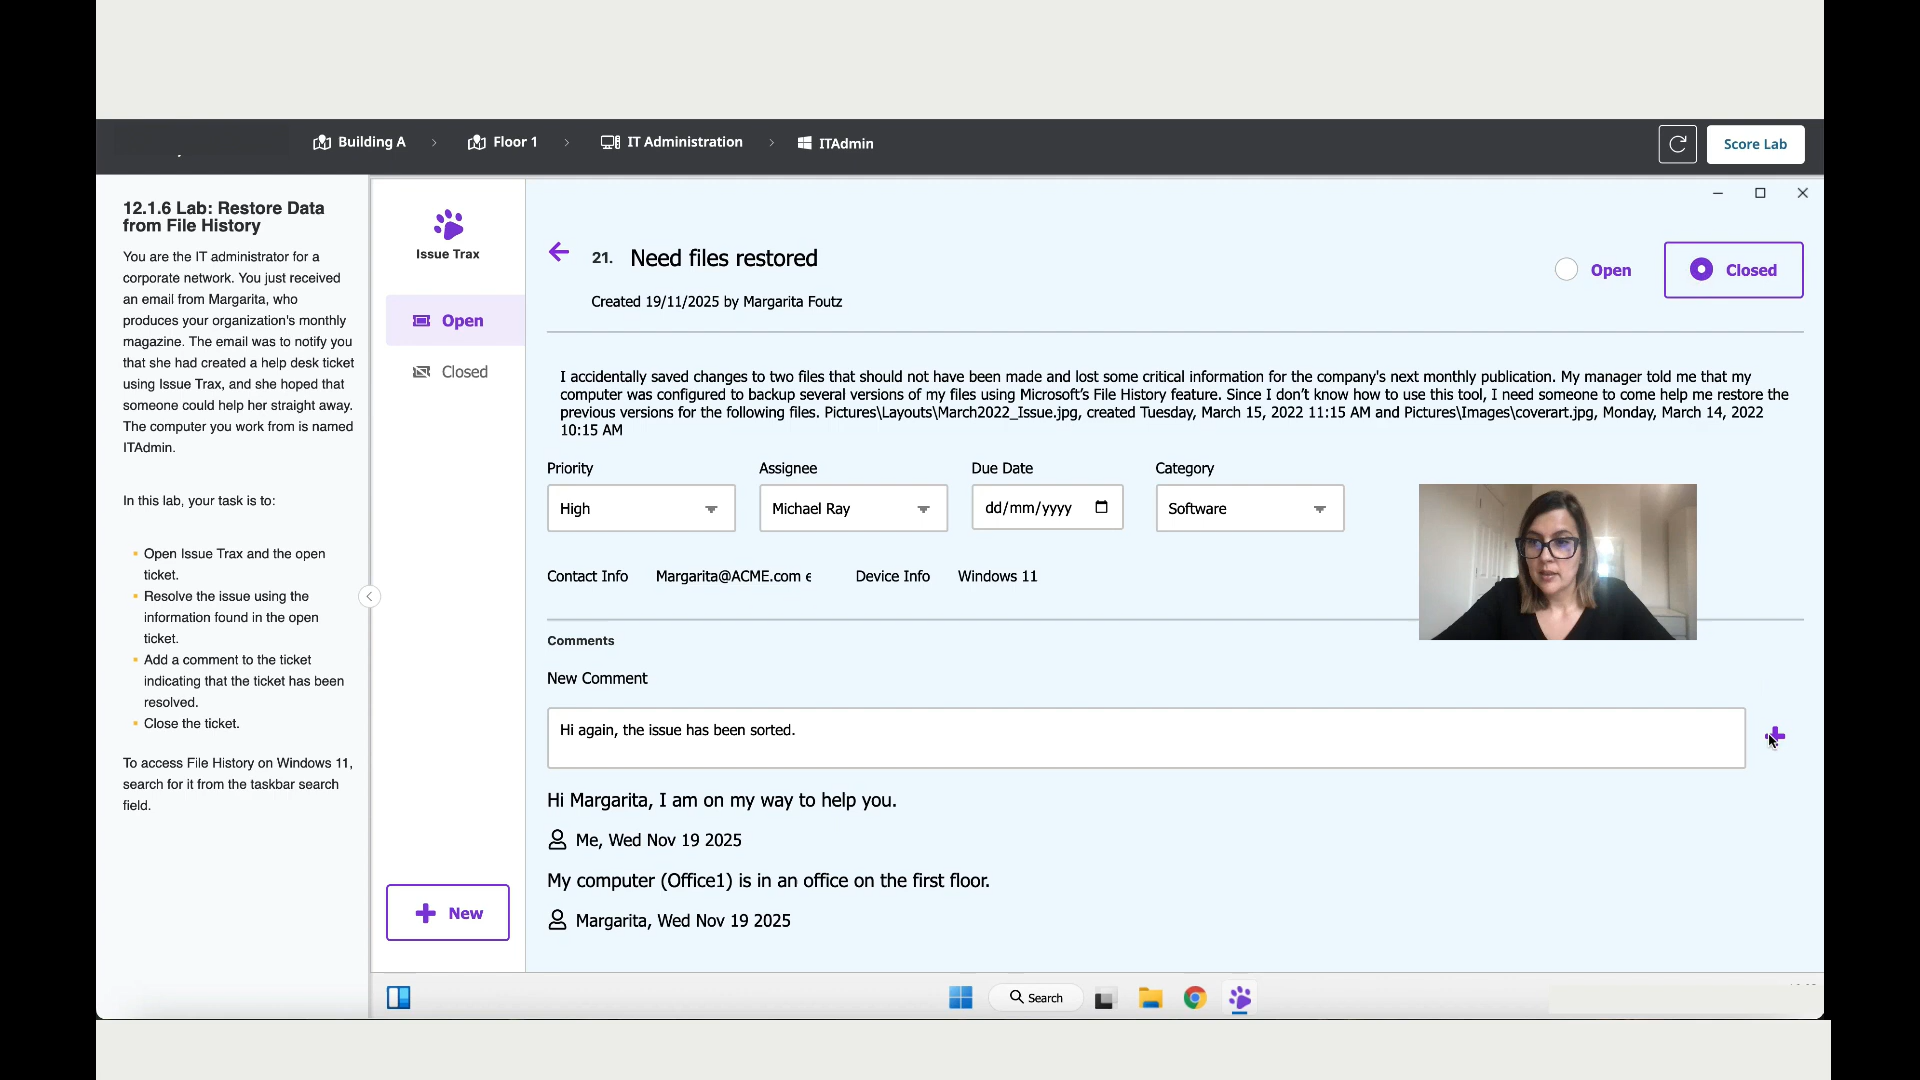 Building A
Floor 1
IT Administration
ITAdmin
Score Lab
12.1.6 Lab: Restore Data
from File History
You are the IT administrator for a
corporate network. You just received
an email from Margarita, who
produces your organization's monthly
magazine. The email was to notify you
that she had created a help desk ticket
using Issue Trax, and she hoped that
someone could help her straight away.
The computer you work from is named
ITAdmin.
In this lab, your task is to:
Open Issue Trax and the open
ticket.
Resolve the issue using the
information found in the open
ticket.
Add a comment to the ticket
indicating that the ticket has been
resolved.
Close the ticket.
To access File History on Windows 11,
search for it from the taskbar search
field.
Issue Trax
Open
Closed
New
21. Need files restored
Created 19/11/2025 by Margarita Foutz
Open
Closed
I accidentally saved changes to two files that should not have been made and lost some critical information for the company's next monthly publication. My manager told me that my
computer was configured to backup several versions of my files using Microsoft’s File History feature. Since I don’t know how to use this tool, I need someone to come help me restore the
previous versions for the following files. Pictures\Layouts\March2022_Issue.jpg, created Tuesday, March 15, 2022 11:15 AM and Pictures\Images\coverart.jpg, Monday, March 14, 2022
10:15 AM
Priority Assignee Due Date Category
High Michael Ray dd/mm/yyyy Software
Contact Info Margarita@ACME.com e Device Info Windows 11
Comments
New Comment
Hi again, the issue has been sorted.
Hi Margarita, I am on my way to help you.
Me, Wed Nov 19 2025
My computer (Office1) is in an office on the first floor.
Margarita, Wed Nov 19 2025
Search